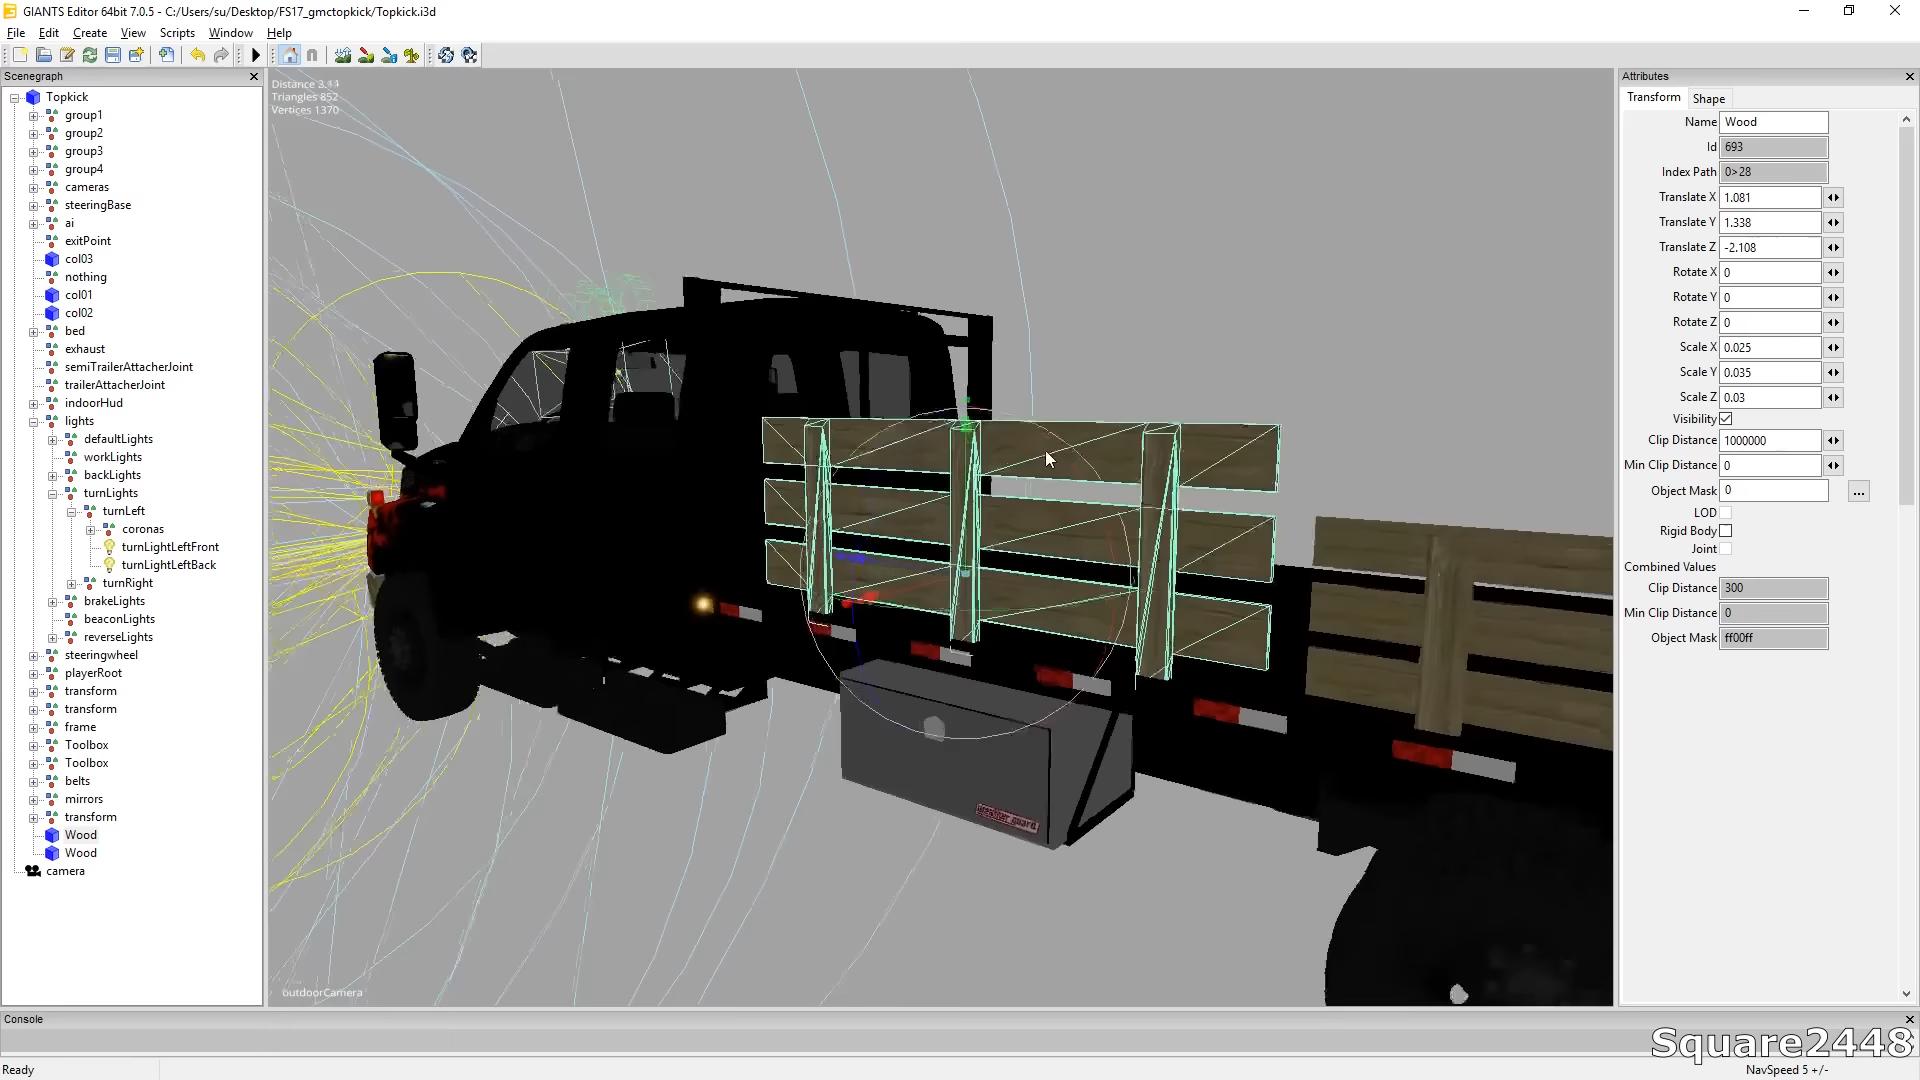 GIANTS Editor 64bit 7.0.5 - C:/Users/su/Desktop/FS17_gmctopkick/Topkick.i3d
File Edit Create View Scripts Window Help
Scenegraph
Topkick
group1
group2
group3
group4
cameras
steeringBase
ai
exitPoint
col03
nothing
col01
col02
bed
exhaust
semiTrailerAttacherJoint
trailerAttacherJoint
indoorHud
lights
defaultLights
workLights
backLights
turnLights
turnLeft
coronas
turnLightLeftFront
turnLightLeftBack
turnRight
brakeLights
beaconLights
reverseLights
steeringwheel
playerRoot
transform
transform
frame
Toolbox
Toolbox
belts
mirrors
transform
Wood
Wood
camera
Distance 3.44
Triangles 852
Vertices 1370
outdoorCamera
Attributes
Transform Shape
Name Wood
Id 693
Index Path 0>28
Translate X 1.081
Translate Y 1.338
Translate Z -2.108
Rotate X 0
Rotate Y 0
Rotate Z 0
Scale X 0.025
Scale Y 0.035
Scale Z 0.03
Visibility
Clip Distance 1000000
Min Clip Distance 0
Object Mask 0 ...
LOD
Rigid Body
Joint
Combined Values
Clip Distance 300
Min Clip Distance 0
Object Mask ff00ff
Console
Square2448
Ready
NavSpeed 5 +/-